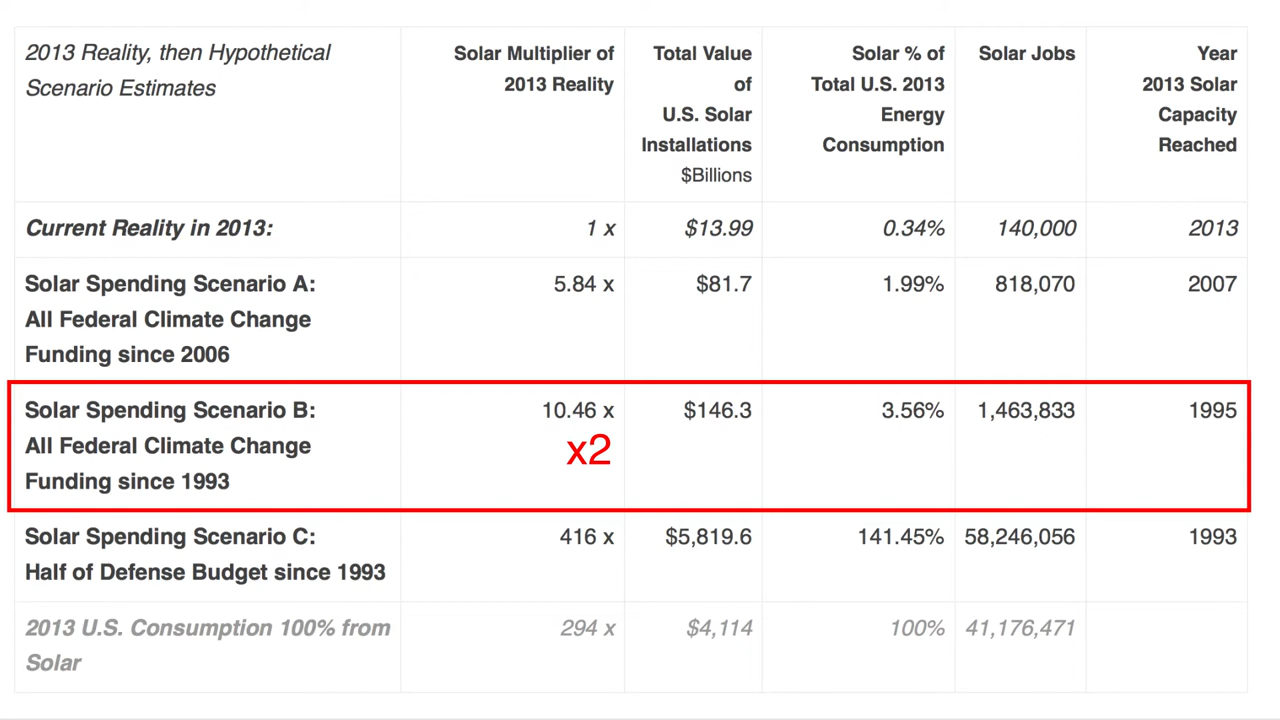 2013 Reality, then Hypothetical
Scenario Estimates
Solar Multiplier of
2013 Reality
Total Value
of
U.S. Solar
Installations
$Billions
Solar % of
Total U.S. 2013
Energy
Consumption
Solar Jobs
Year
2013 Solar
Capacity
Reached
Current Reality in 2013:
1 x
$13.99
0.34%
140,000
2013
Solar Spending Scenario A:
All Federal Climate Change
Funding since 2006
5.84 x
$81.7
1.99%
818,070
2007
Solar Spending Scenario B:
All Federal Climate Change
Funding since 1993
10.46 x
x2
$146.3
3.56%
1,463,833
1995
Solar Spending Scenario C:
Half of Defense Budget since 1993
416 x
$5,819.6
141.45%
58,246,056
1993
2013 U.S. Consumption 100% from
Solar
294 x
$4,114
100%
41,176,471